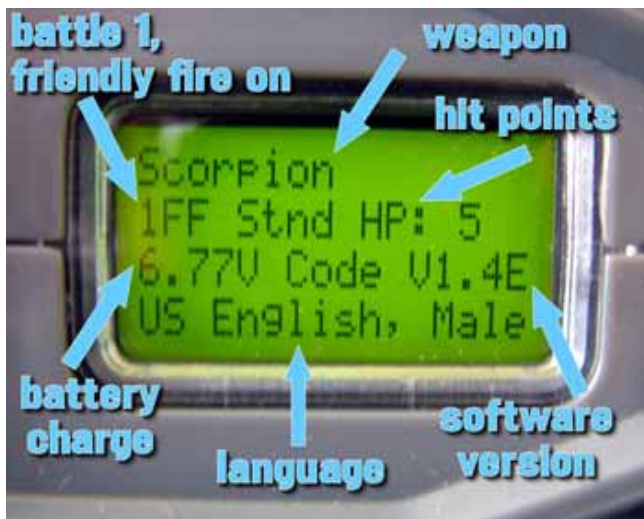 battle 1,
friendly fire on
weapon
hit points
Scorpion
1FF Stnd HP: 5
6.77V Code V1.4E
US English, Male
battery
charge
language
software
version